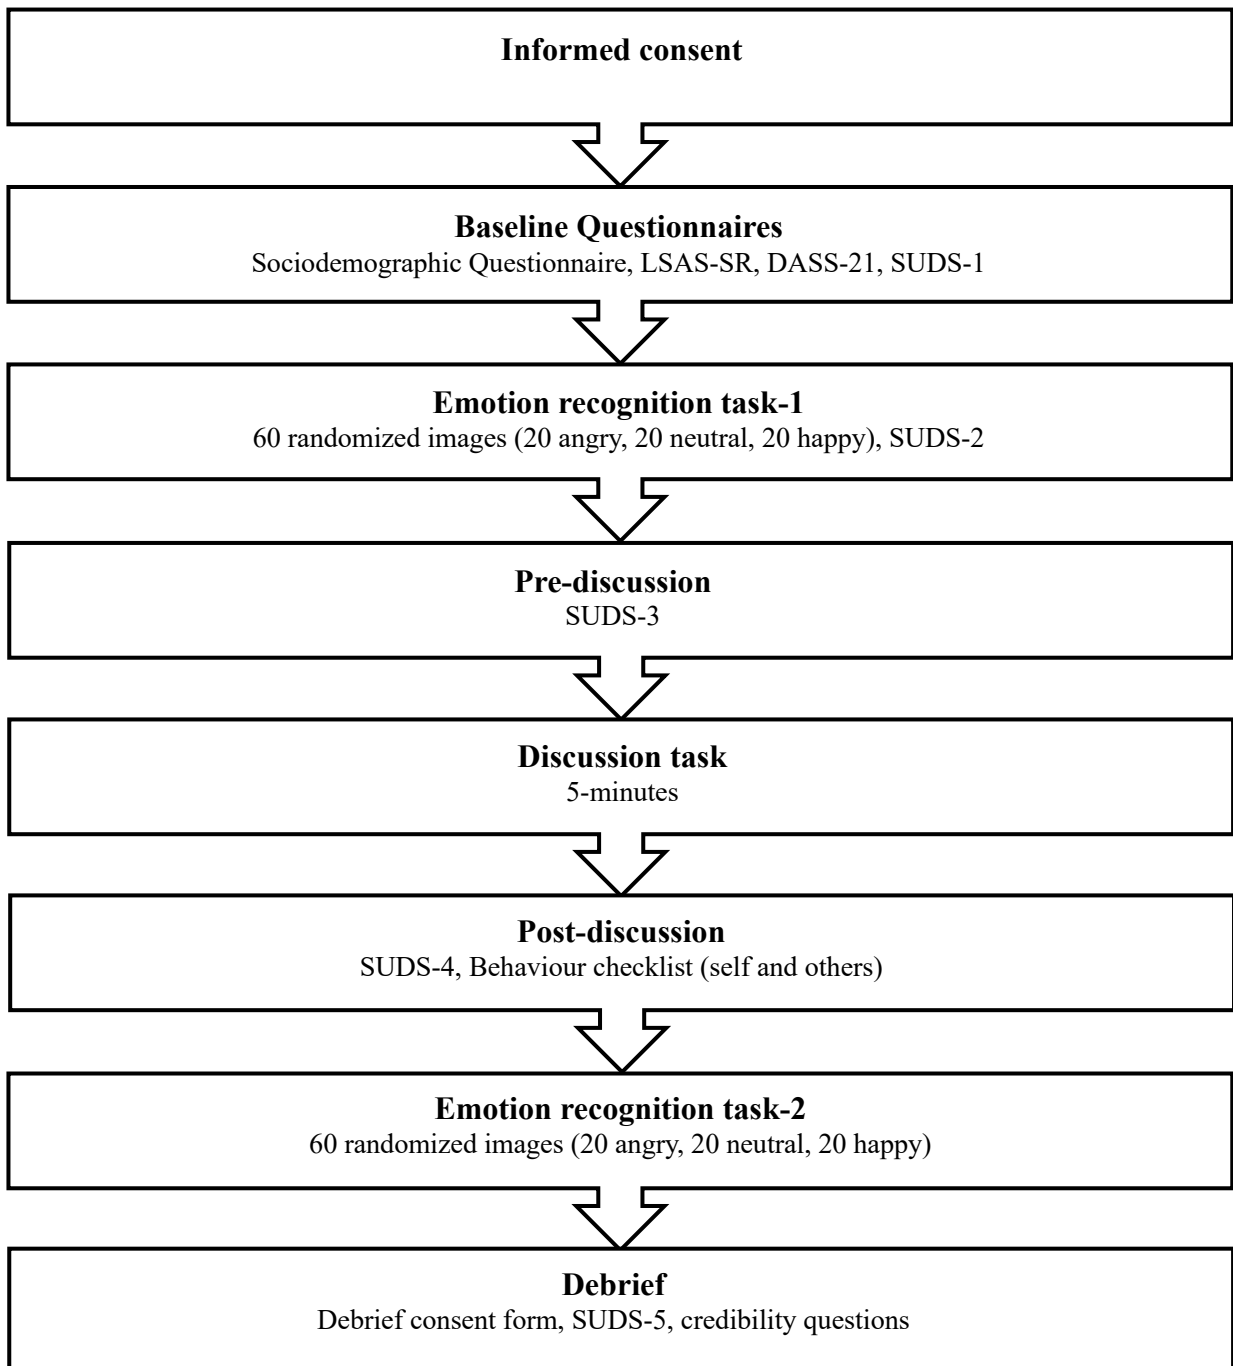 Informed consent
Baseline Questionnaires
Sociodemographic Questionnaire, LSAS-SR, DASS-21, SUDS-1
Emotion recognition task-1
60 randomized images (20 angry, 20 neutral, 20 happy), SUDS-2
Pre-discussion
SUDS-3
Discussion task
5-minutes
Post-discussion
SUDS-4, Behaviour checklist (self and others)
Emotion recognition task-2
60 randomized images (20 angry, 20 neutral, 20 happy)
Debrief
Debrief consent form, SUDS-5, credibility questions